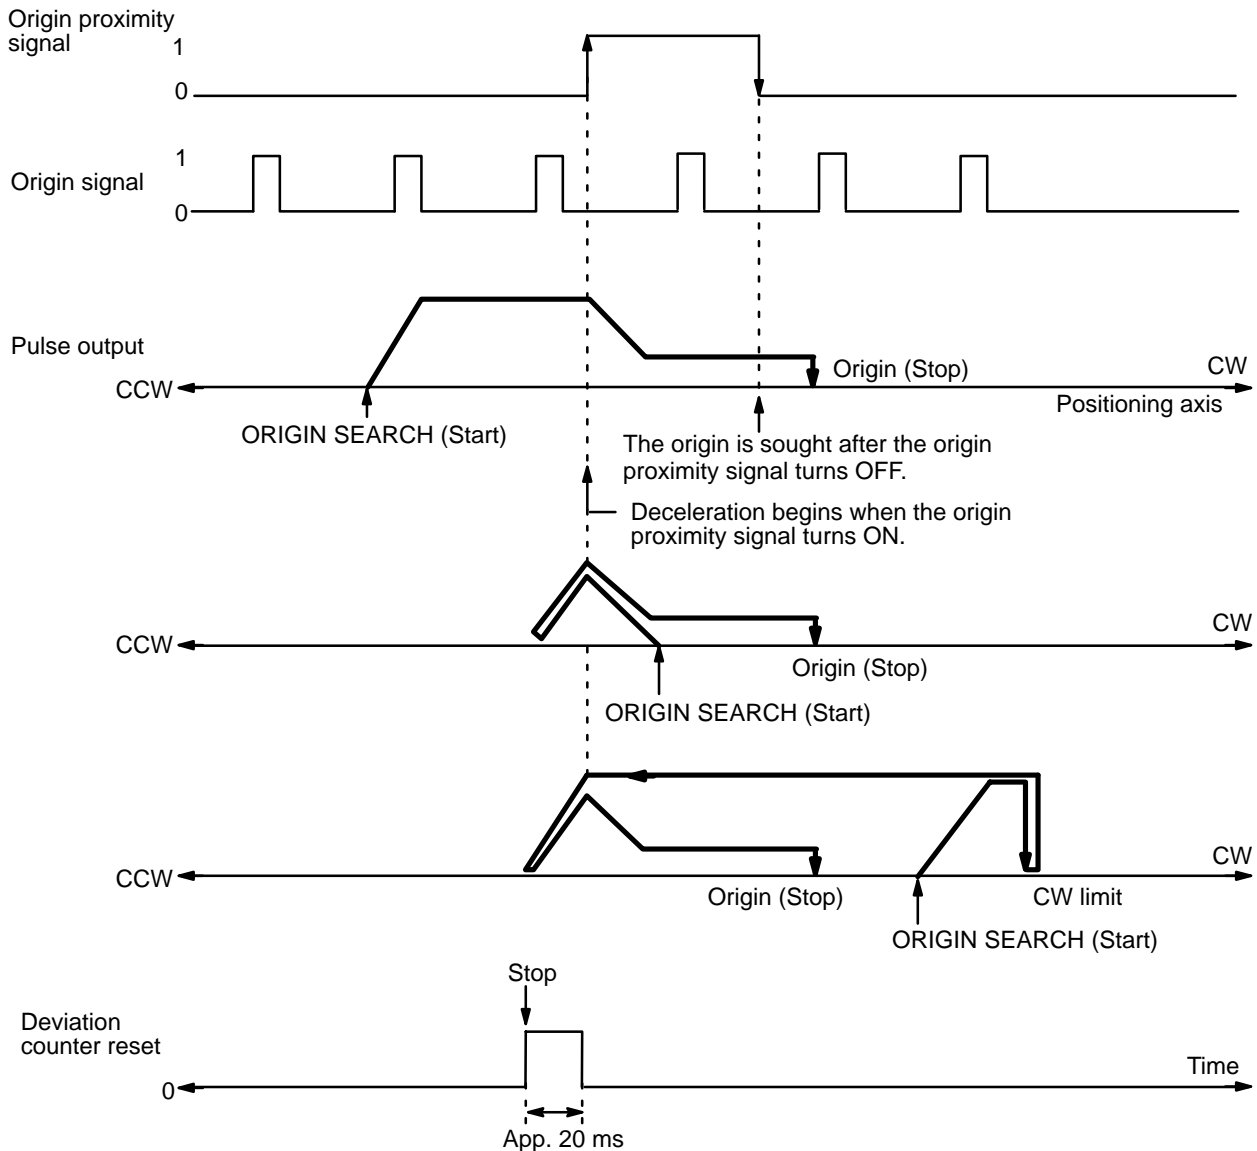 Origin proximity
signal
1
0
Origin signal
1
0
Pulse output
CCW
CW
Origin (Stop)
Positioning axis
ORIGIN SEARCH (Start)
The origin is sought after the origin
proximity signal turns OFF.
Deceleration begins when the origin
proximity signal turns ON.
CCW
CW
Origin (Stop)
ORIGIN SEARCH (Start)
CCW
CW
Origin (Stop)
CW limit
ORIGIN SEARCH (Start)
Stop
Deviation
counter reset
0
Time
App. 20 ms